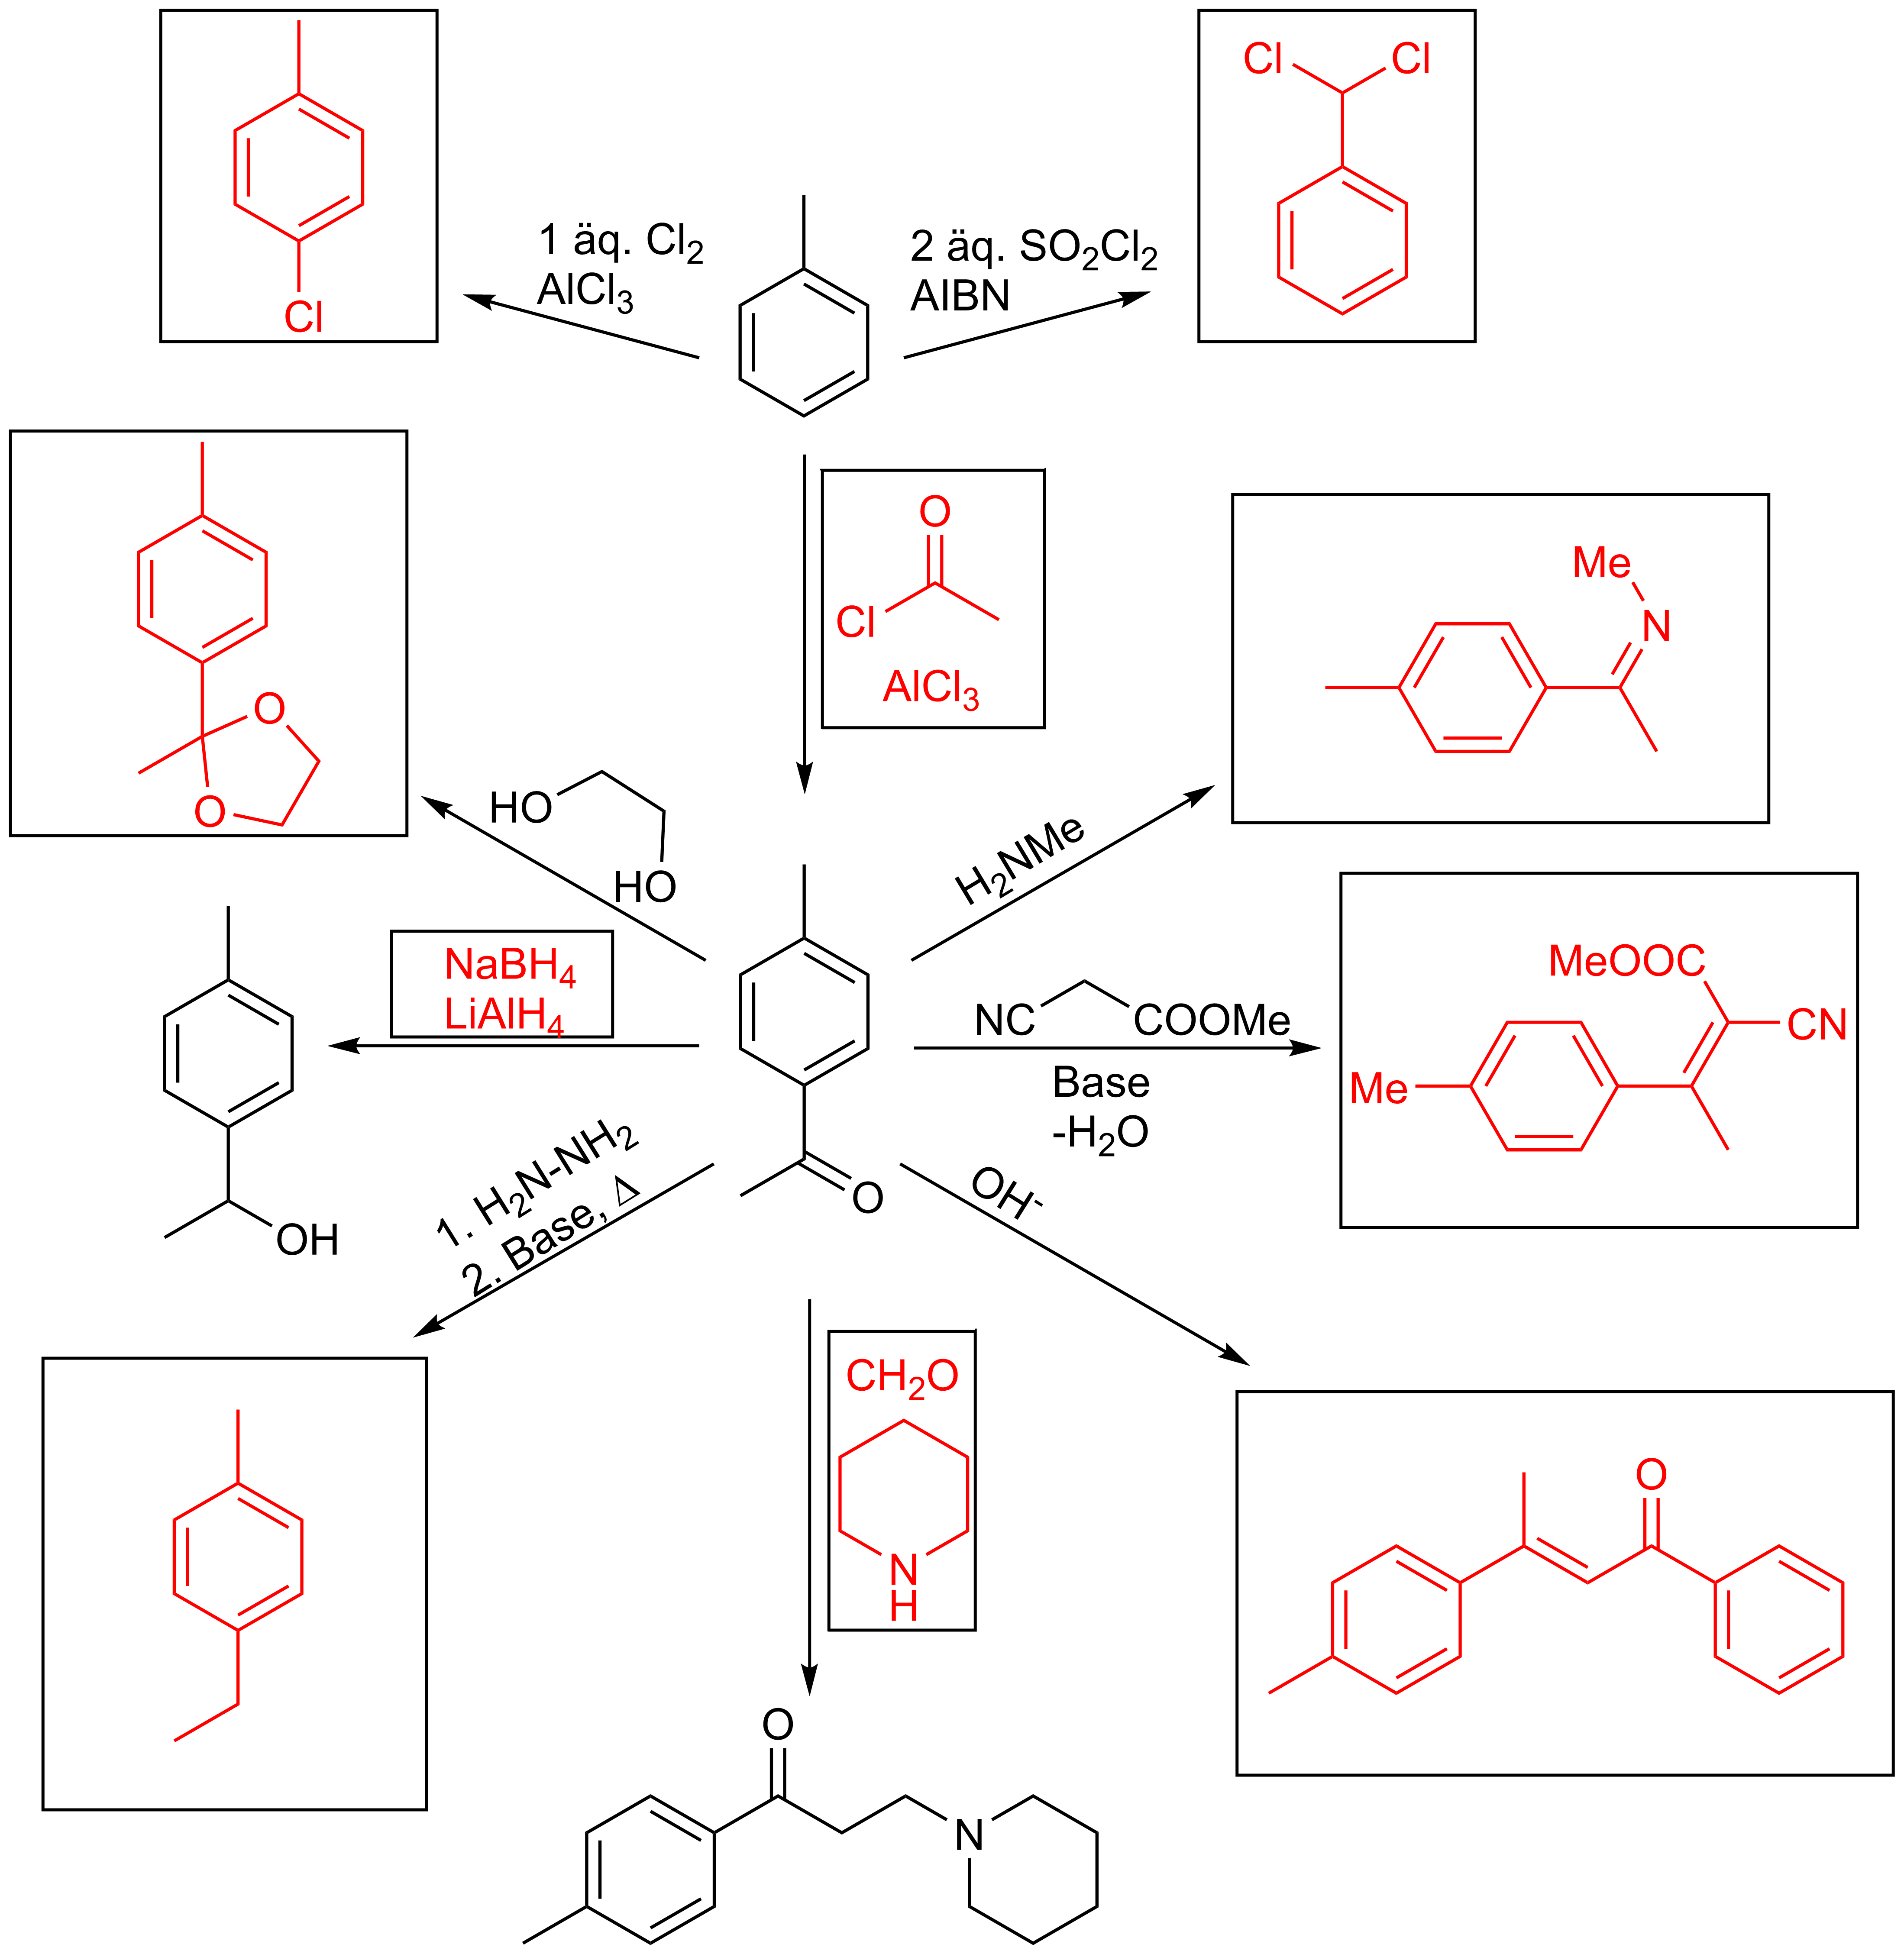 Cl Cl
1 äq. Cl2
AlCl3
2 äq. SO2Cl2
AIBN
Cl
O
Cl
AlCl3
Me
N
O
O
HO
HO
H2NMe
NaBH4
LiAlH4
NC COOMe
Base
-H2O
MeOOC
CN
Me
OH
O
1. H2N-NH2
2. Base, Δ
OH-
CH2O
N
H
O
O
N